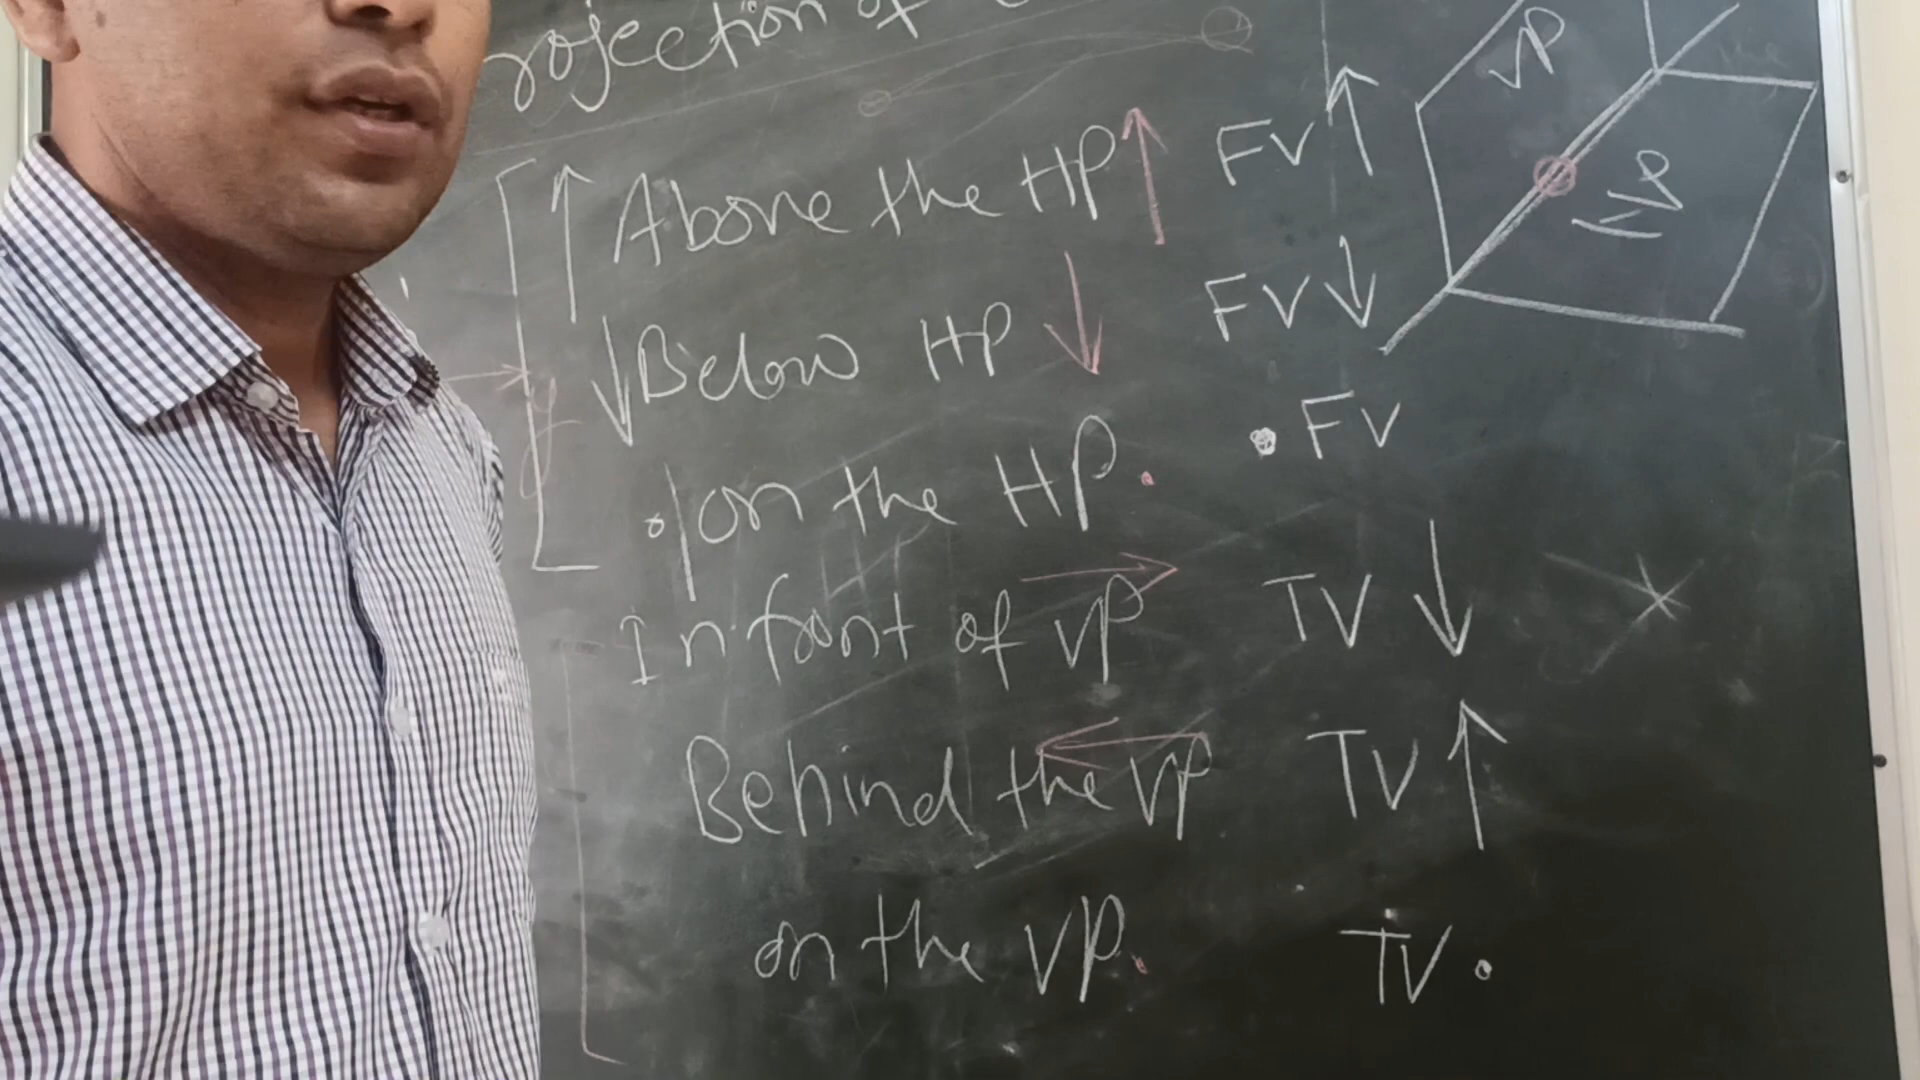 rojection of
↑ Above the HP ↑ FV ↑
↓ Below HP ↓ FV ↓
on the HP. • FV
In front of VP → TV ↓
Behind the VP ← TV ↑
on the VP. TV •
VP
HP